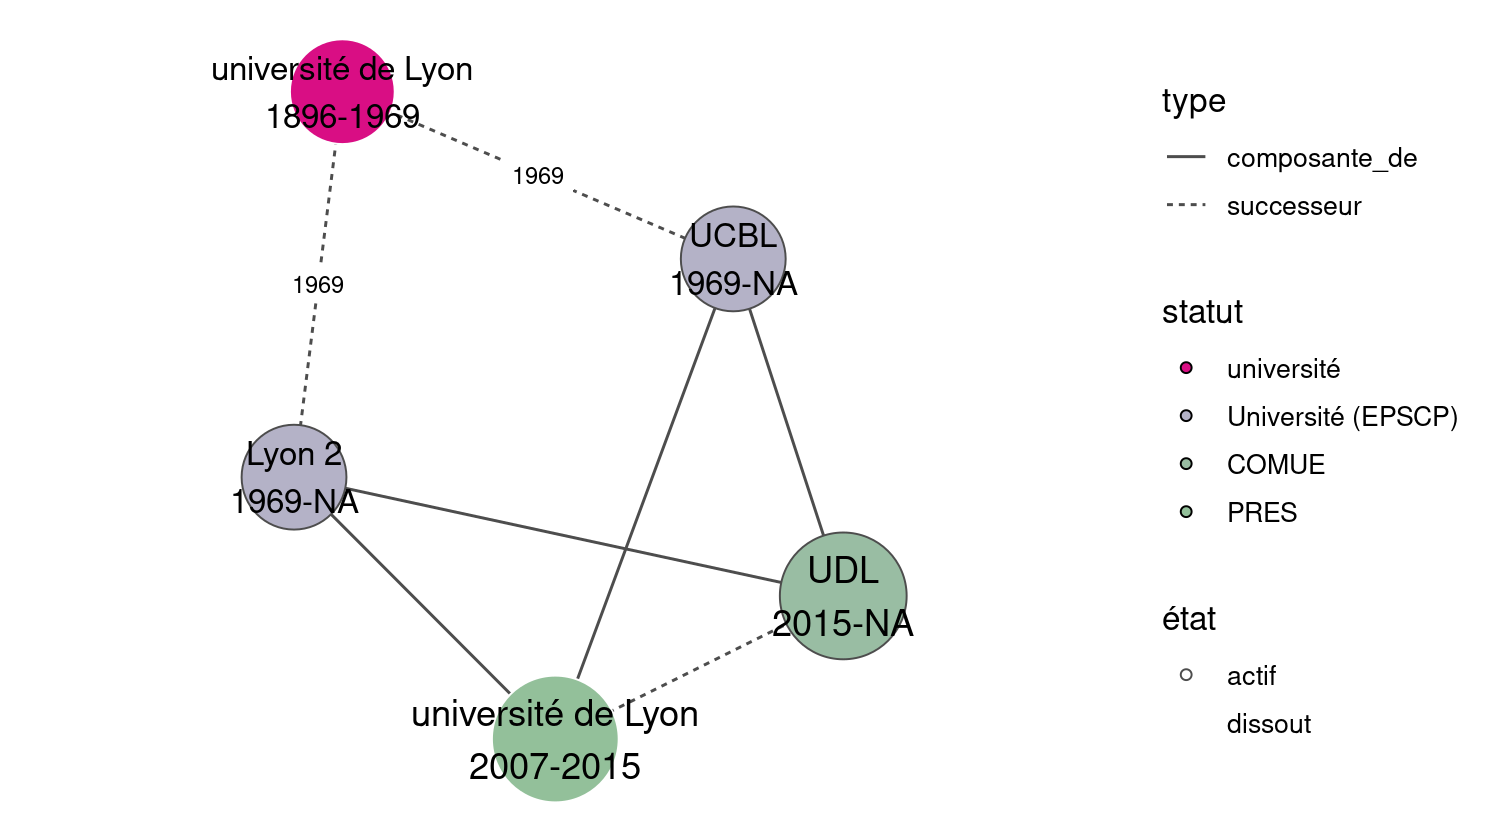 université de Lyon
1896-1969
1969
UCBL
1969-NA
1969
Lyon 2
1969-NA
UDL
2015-NA
université de Lyon
2007-2015
type
composante_de
successeur
statut
université
Université (EPSCP)
COMUE
PRES
état
actif
dissout